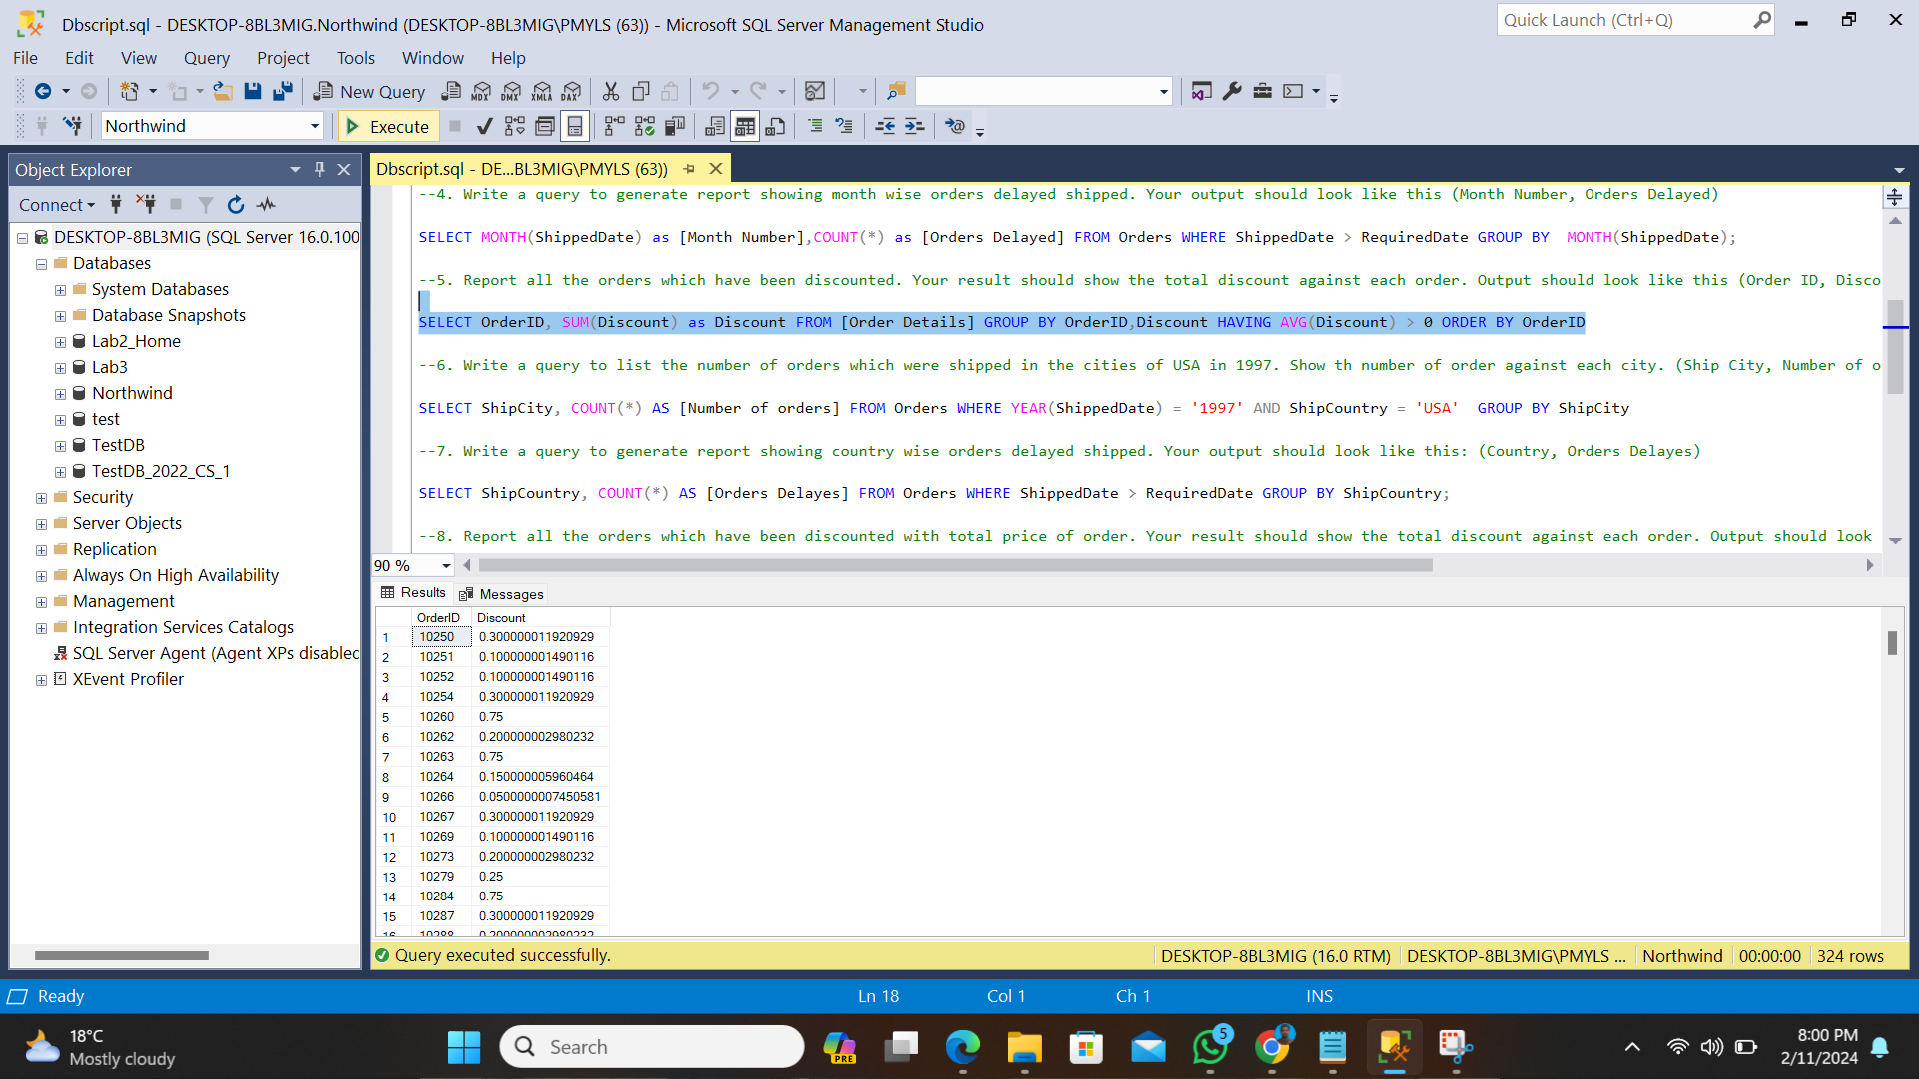 Dbscript.sql - DESKTOP-8BL3MIG.Northwind (DESKTOP-8BL3MIG\PMYLS (63)) - Microsoft SQL Server Management Studio
Quick Launch (Ctrl+Q)
File Edit View Query Project Tools Window Help
New Query MDX DMX XMLA DAX
Northwind Execute
Object Explorer
Connect
DESKTOP-8BL3MIG (SQL Server 16.0.100
Databases
System Databases
Database Snapshots
Lab2_Home
Lab3
Northwind
test
TestDB
TestDB_2022_CS_1
Security
Server Objects
Replication
Always On High Availability
Management
Integration Services Catalogs
SQL Server Agent (Agent XPs disabled
XEvent Profiler
Dbscript.sql - DE...BL3MIG\PMYLS (63))
--4. Write a query to generate report showing month wise orders delayed shipped. Your output should look like this (Month Number, Orders Delayed)
SELECT MONTH(ShippedDate) as [Month Number],COUNT(*) as [Orders Delayed] FROM Orders WHERE ShippedDate > RequiredDate GROUP BY  MONTH(ShippedDate);
--5. Report all the orders which have been discounted. Your result should show the total discount against each order. Output should look like this (Order ID, Disco
SELECT OrderID, SUM(Discount) as Discount FROM [Order Details] GROUP BY OrderID,Discount HAVING AVG(Discount) > 0 ORDER BY OrderID
--6. Write a query to list the number of orders which were shipped in the cities of USA in 1997. Show th number of order against each city. (Ship City, Number of o
SELECT ShipCity, COUNT(*) AS [Number of orders] FROM Orders WHERE YEAR(ShippedDate) = '1997' AND ShipCountry = 'USA'  GROUP BY ShipCity
--7. Write a query to generate report showing country wise orders delayed shipped. Your output should look like this: (Country, Orders Delayes)
SELECT ShipCountry, COUNT(*) AS [Orders Delayes] FROM Orders WHERE ShippedDate > RequiredDate GROUP BY ShipCountry;
--8. Report all the orders which have been discounted with total price of order. Your result should show the total discount against each order. Output should look
90 %
Results Messages
OrderID Discount
1 10250 0.300000011920929
2 10251 0.100000001490116
3 10252 0.100000001490116
4 10254 0.300000011920929
5 10260 0.75
6 10262 0.200000002980232
7 10263 0.75
8 10264 0.150000005960464
9 10266 0.0500000007450581
10 10267 0.300000011920929
11 10269 0.100000001490116
12 10273 0.200000002980232
13 10279 0.25
14 10284 0.75
15 10287 0.300000011920929
16 10288 0.200000002980232
Query executed successfully.
DESKTOP-8BL3MIG (16.0 RTM) DESKTOP-8BL3MIG\PMYLS ... Northwind 00:00:00 324 rows
Ready Ln 18 Col 1 Ch 1 INS
18°C
Mostly cloudy
Search
PRE
5
8:00 PM
2/11/2024